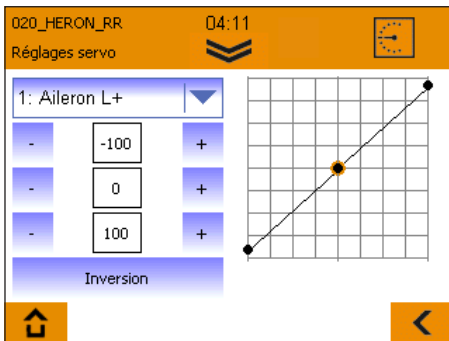 020_HERON_RR 04:11
Réglages servo
1: Aileron L+
- -100 +
- 0 +
- 100 +
Inversion